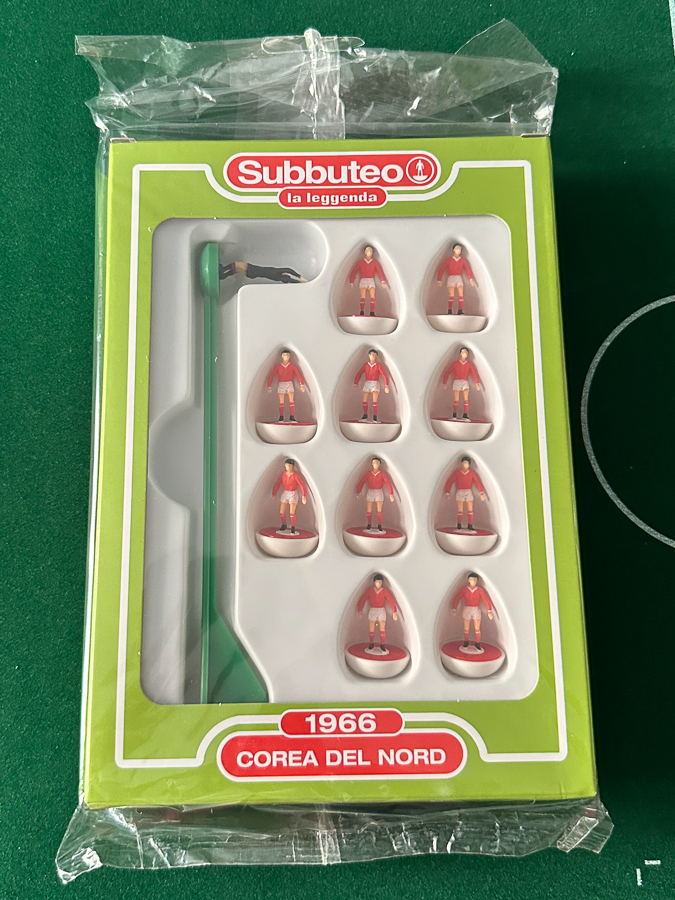 Subbuteo
la leggenda
1966
COREA DEL NORD